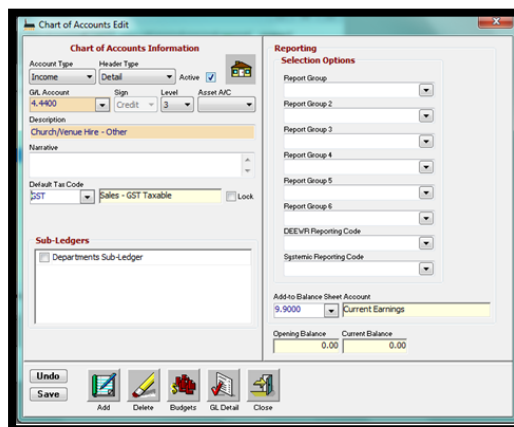 Chart of Accounts Edit
Chart of Accounts Information
Account Type
Header Type
Income
Detail
Active
G/L Account
Sign
Level
Asset A/C
4.4400
Credit
3
Description
Church/Venue Hire - Other
Narrative
Default Tax Code
GST
Sales - GST Taxable
Lock
Sub-Ledgers
Departments Sub-Ledger
Reporting
Selection Options
Report Group
Report Group 2
Report Group 3
Report Group 4
Report Group 5
Report Group 6
DEEWR Reporting Code
Systemic Reporting Code
Add-to Balance Sheet Account
9.9000
Current Earnings
Opening Balance
Current Balance
0.00
0.00
Undo
Save
Add
Delete
Budgets
GL Detail
Close